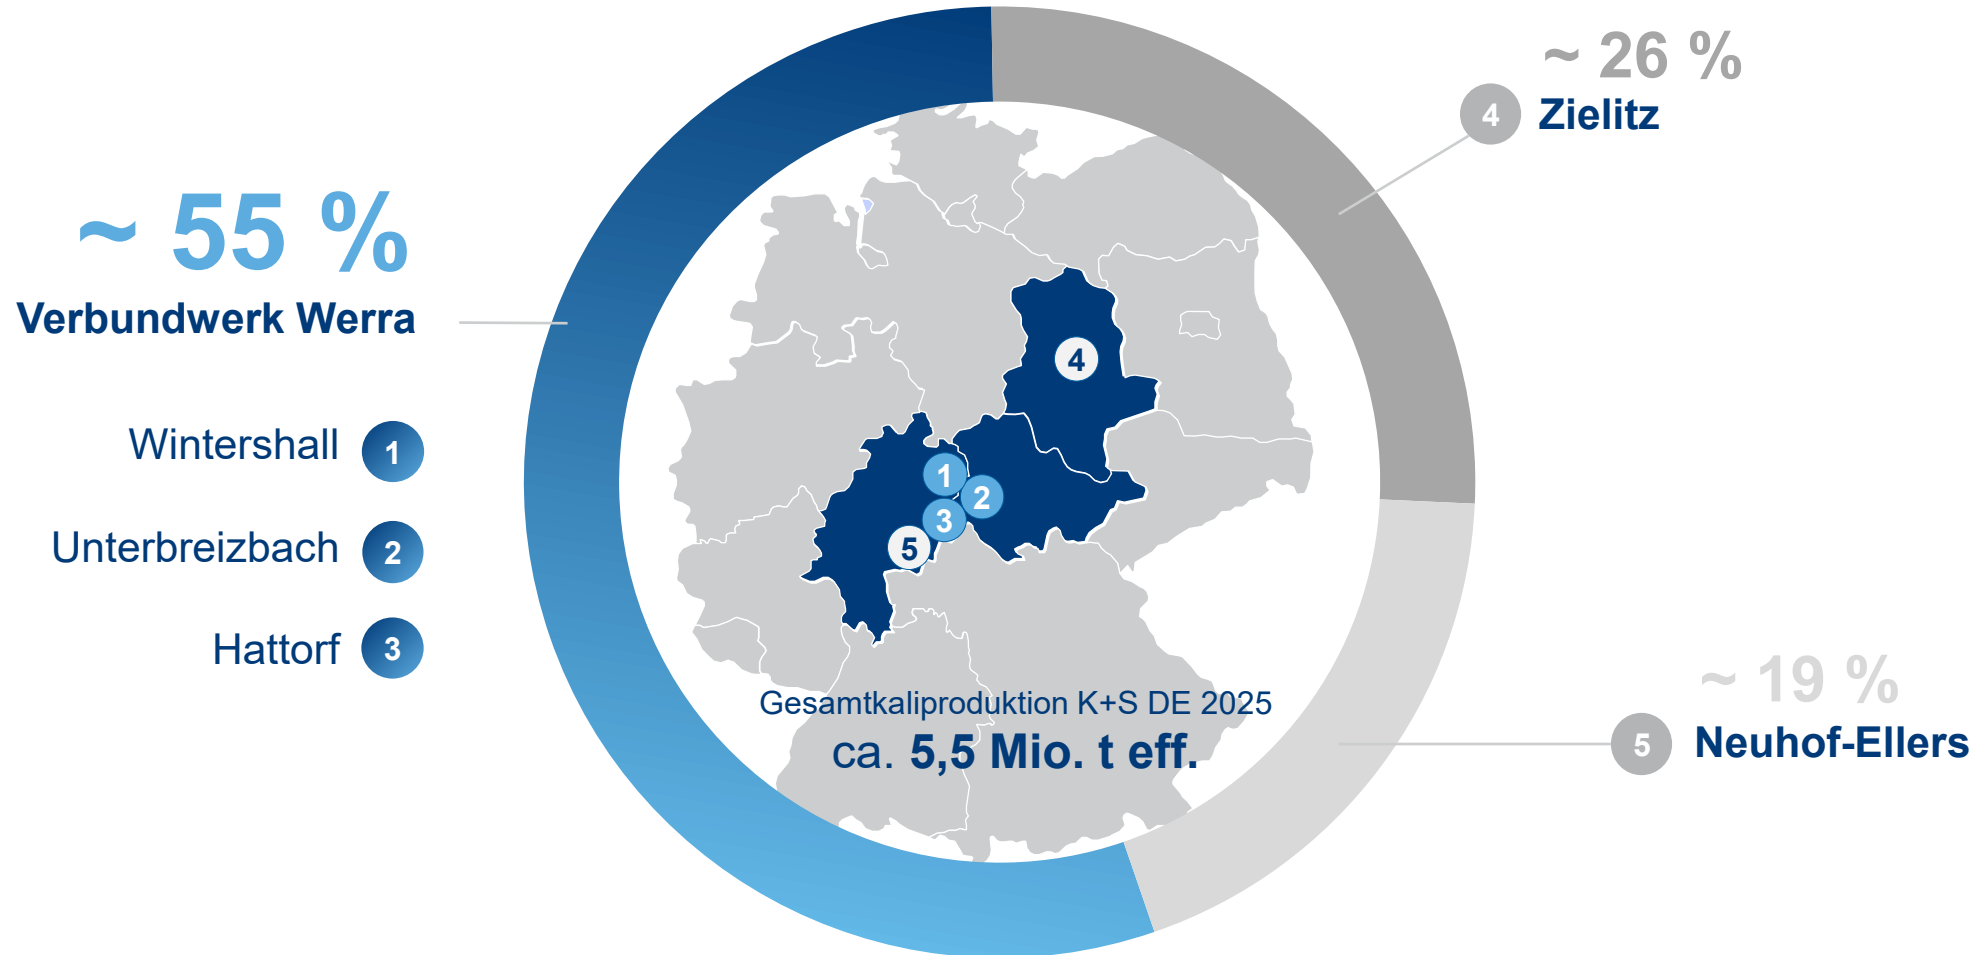 ~ 55 %
Verbundwerk Werra
Wintershall 1
Unterbreizbach 2
Hattorf 3
~ 26 %
4 Zielitz
4
1
2
3
5
Gesamtkaliproduktion K+S DE 2025
ca. 5,5 Mio. t eff.
~ 19 %
5 Neuhof-Ellers